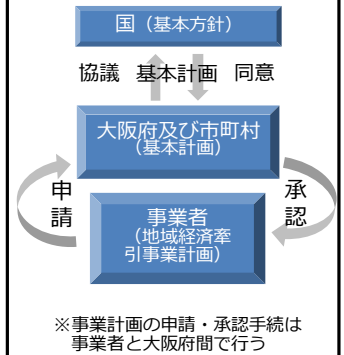 国（基本方針）
協議 基本計画 同意
大阪府及び市町村
（基本計画）
申請
承認
事業者
（地域経済牽
引事業計画）
※事業計画の申請・承認手続は
事業者と大阪府間で行う